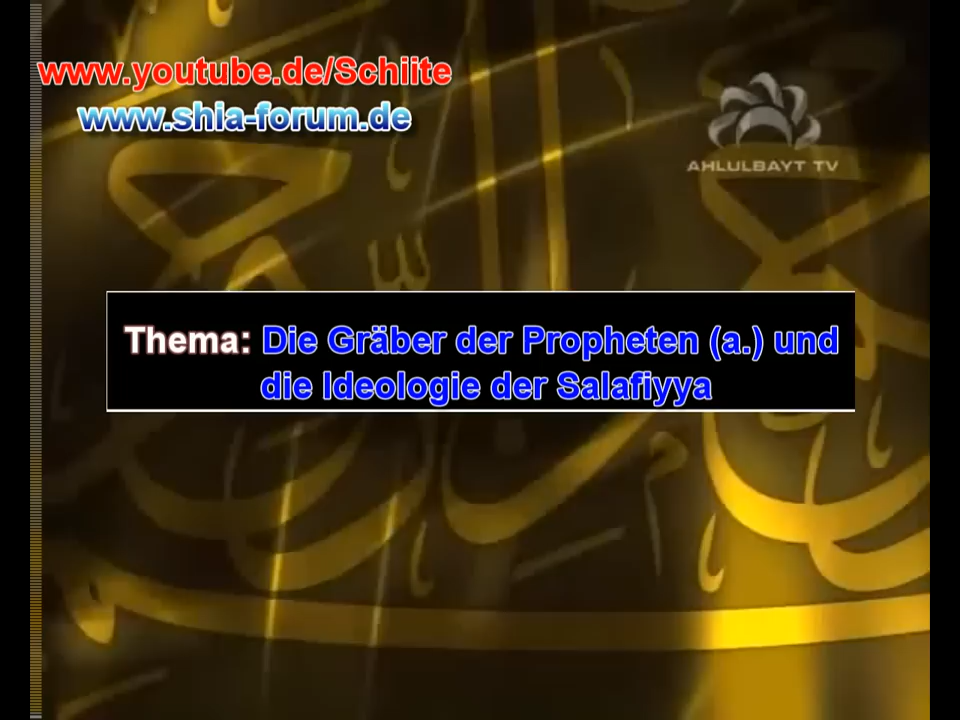 www.youtube.de/Schiite
www.shia-forum.de
AHLULBAYT TV
Thema: Die Gräber der Propheten (a.) und
die Ideologie der Salafiyya